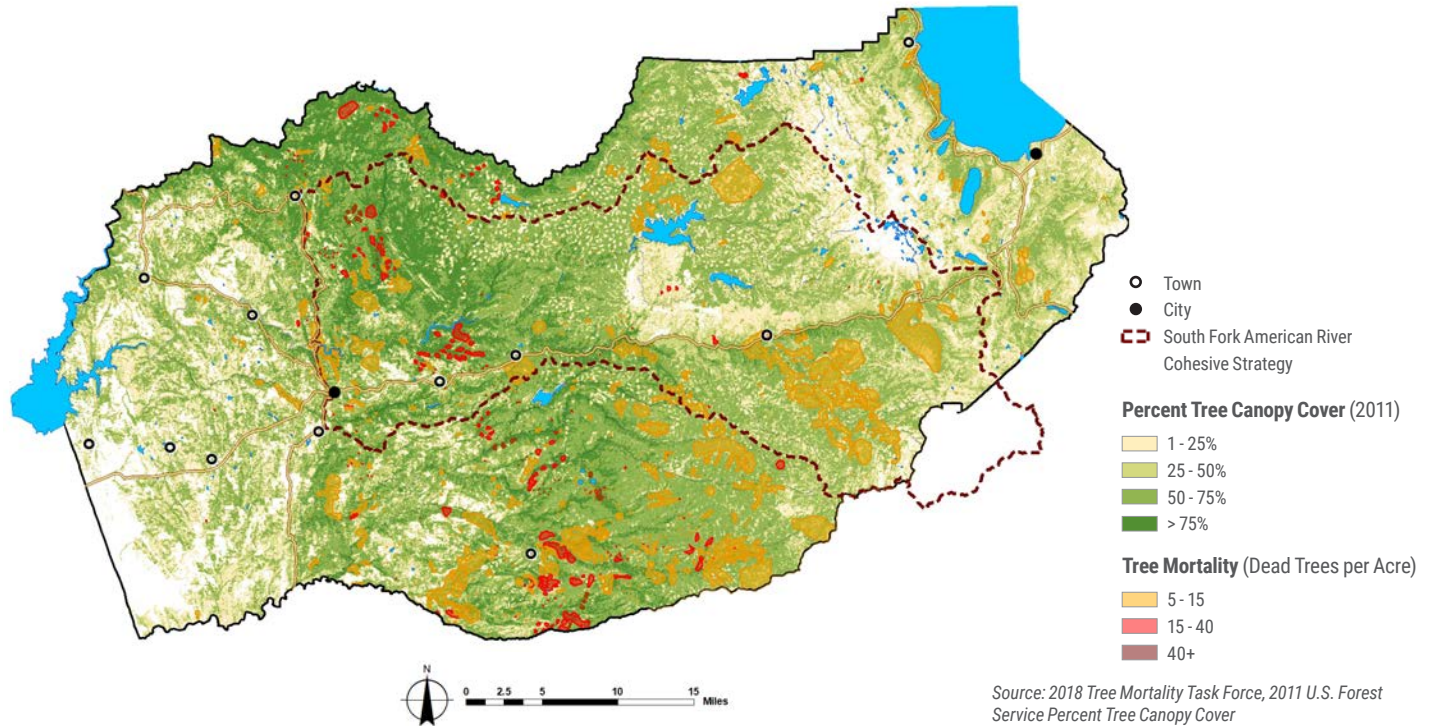 Town
City
South Fork American River
Cohesive Strategy
Percent Tree Canopy Cover (2011)
1 - 25%
25 - 50%
50 - 75%
> 75%
Tree Mortality (Dead Trees per Acre)
5 - 15
15 - 40
40+
N
0 2.5 5 10 15 Miles
Source: 2018 Tree Mortality Task Force, 2011 U.S. Forest
Service Percent Tree Canopy Cover